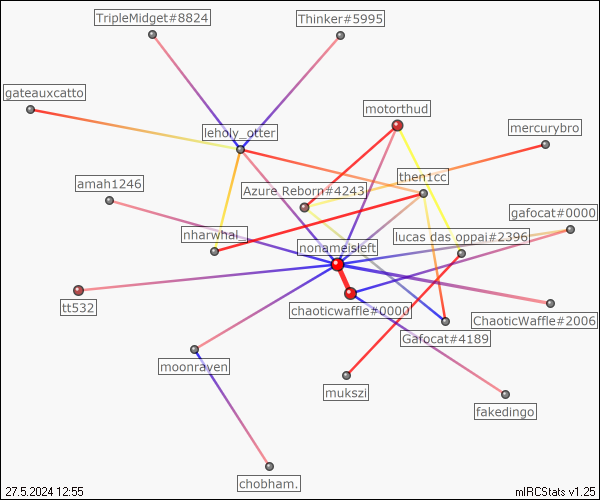 TripleMidget#8824
Thinker#5995
gateauxcatto
motorthud
leholy_otter
mercurybro
amah1246
then1cc
Azure Reborn#4243
gafocat#0000
nharwhal_
lucas das oppai#2396
nonameisleft
tt532
chaoticwaffle#0000
ChaoticWaffle#2006
Gafocat#4189
moonraven
mukszi
fakedingo
chobham.
27.5.2024 12:55
mIRCStats v1.25